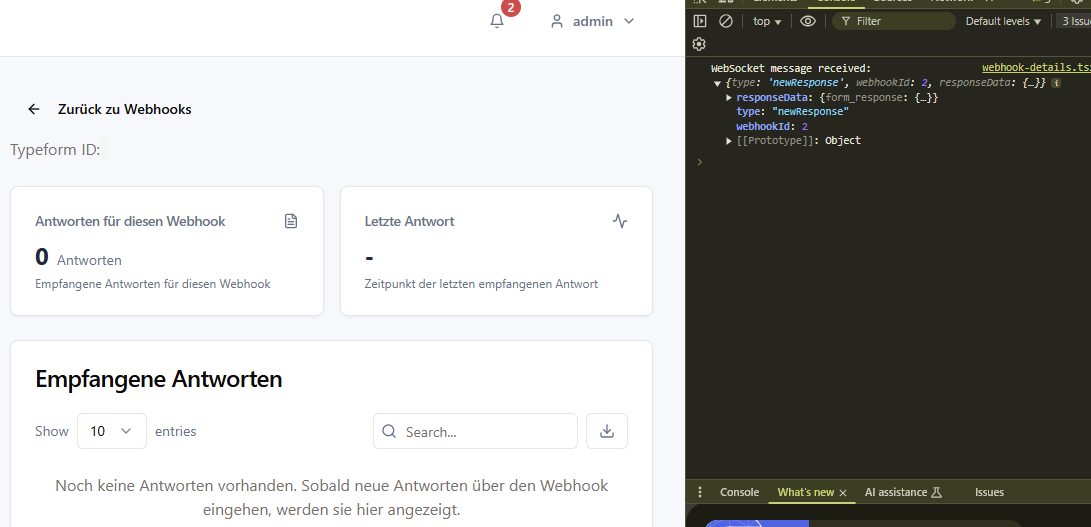 2
admin
Zurück zu Webhooks
Typeform ID:
Antworten für diesen Webhook
0 Antworten
Empfangene Antworten für diesen Webhook
Letzte Antwort
-
Zeitpunkt der letzten empfangenen Antwort
Empfangene Antworten
Show 10 entries
Search...
Noch keine Antworten vorhanden. Sobald neue Antworten über den Webhook
eingehen, werden sie hier angezeigt.
top Filter Default levels 3 Issu
WebSocket message received: webhook-details.ts
{type: 'newResponse', webhookId: 2, responseData: {…}}
responseData: {form_response: {…}}
type: "newResponse"
webhookId: 2
[[Prototype]]: Object
Console What's new AI assistance Issues